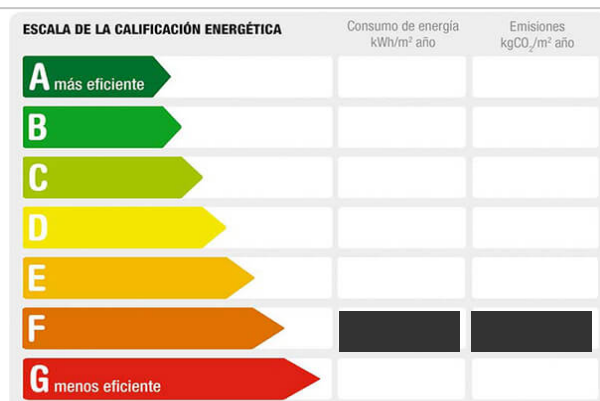 ESCALA DE LA CALIFICACIÓN ENERGÉTICA
Consumo de energía
kWh/m² año
Emisiones
kgCO₂/m² año
A más eficiente
B
C
D
E
F
G menos eficiente